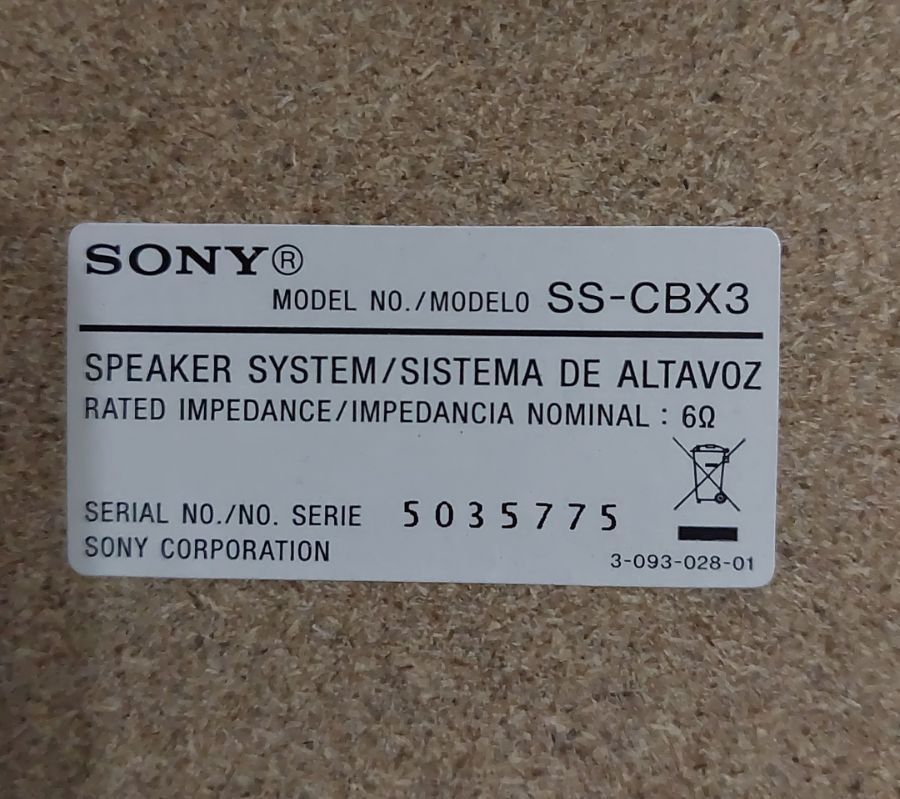 SONY®
MODEL NO./MODELO SS-CBX3
SPEAKER SYSTEM/SISTEMA DE ALTAVOZ
RATED IMPEDANCE/IMPEDANCIA NOMINAL : 6Ω
SERIAL NO./NO. SERIE 5035775
SONY CORPORATION
3-093-028-01